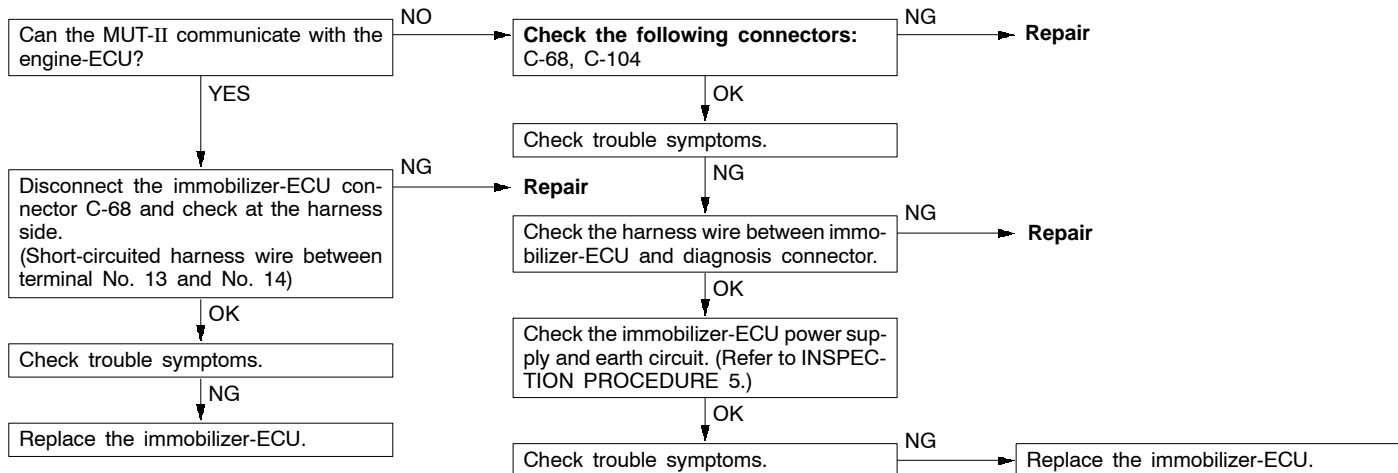 Can the MUT-II communicate with the
engine-ECU?
NO
Check the following connectors:
C-68, C-104
NG
Repair
YES
OK
Check trouble symptoms.
NG
Disconnect the immobilizer-ECU con-
nector C-68 and check at the harness
side.
(Short-circuited harness wire between
terminal No. 13 and No. 14)
NG
Repair
Check the harness wire between immo-
bilizer-ECU and diagnosis connector.
NG
Repair
OK
OK
Check trouble symptoms.
NG
Replace the immobilizer-ECU.
Check the immobilizer-ECU power sup-
ply and earth circuit. (Refer to INSPEC-
TION PROCEDURE 5.)
OK
Check trouble symptoms.
NG
Replace the immobilizer-ECU.